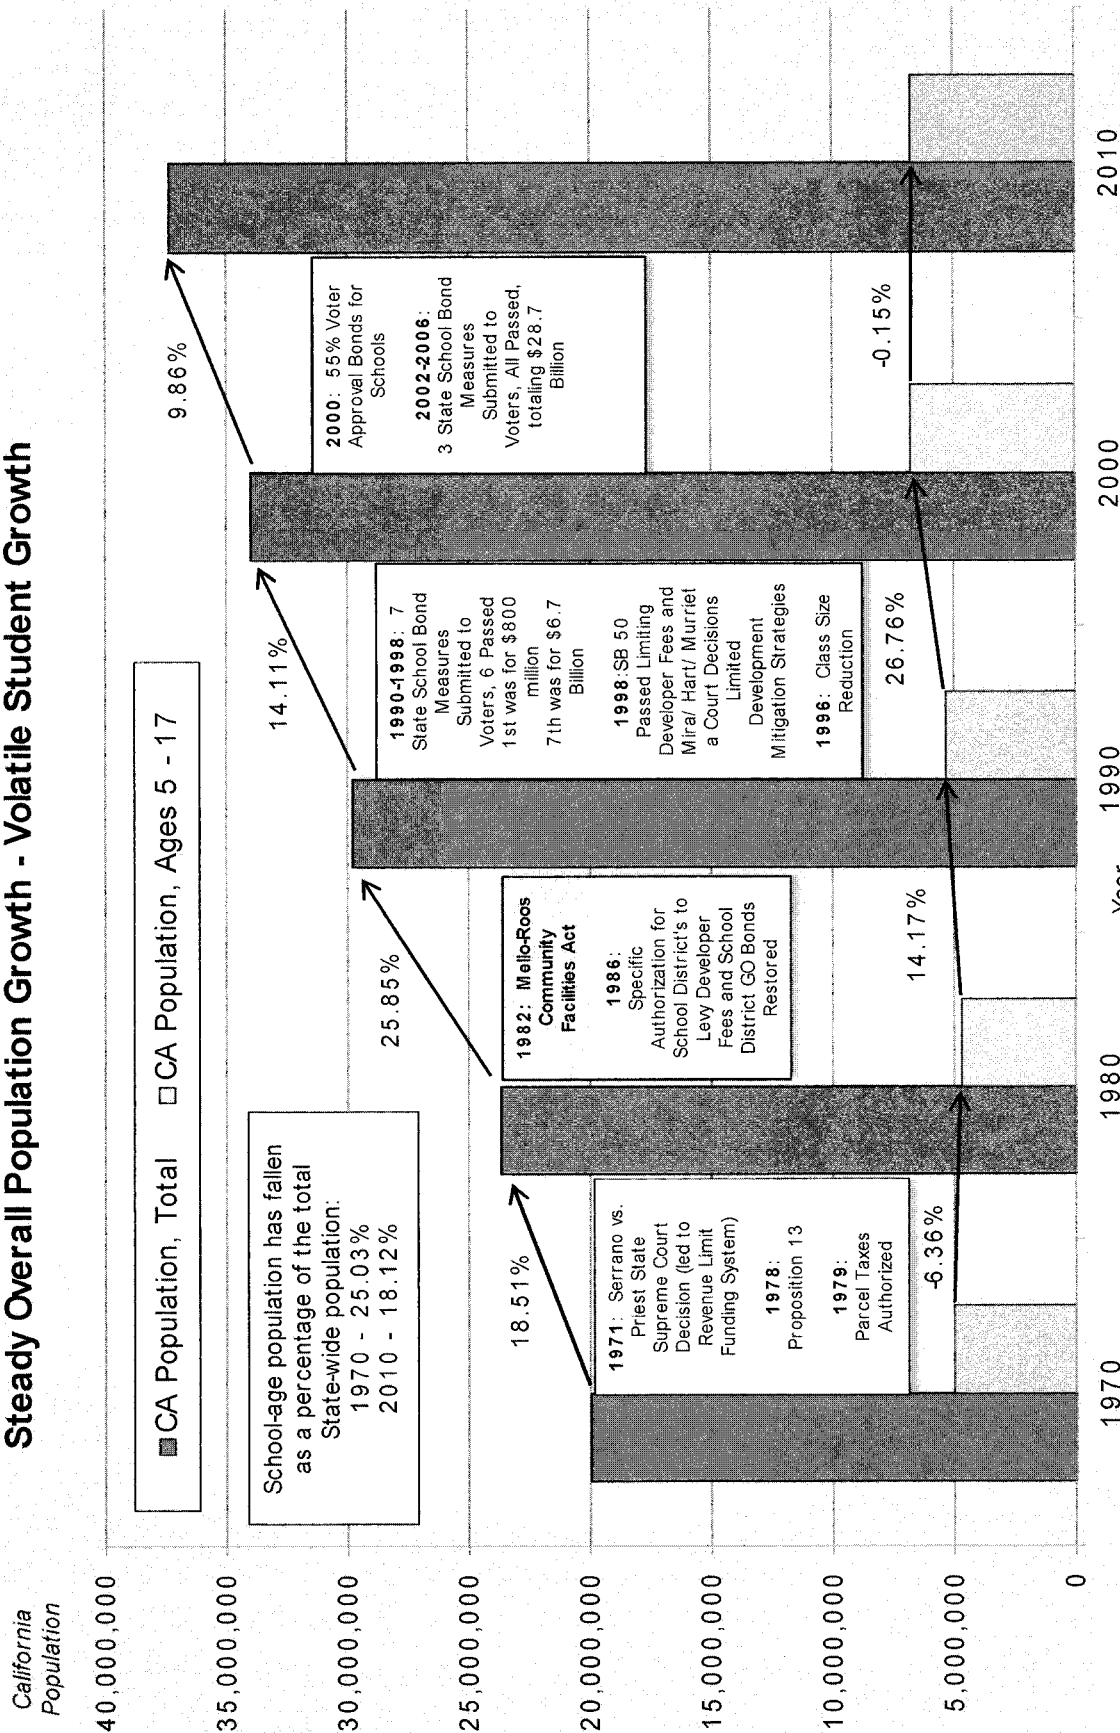 Steady Overall Population Growth - Volatile Student Growth
California
Population
40,000,000
35,000,000
30,000,000
25,000,000
20,000,000
15,000,000
10,000,000
5,000,000
0
CA Population, Total
CA Population, Ages 5 - 17
School-age population has fallen
as a percentage of the total
State-wide population:
1970 - 25.03%
2010 - 18.12%
18.51%
25.85%
14.11%
9.86%
1971: Serrano vs.
Priest State
Supreme Court
Decision (led to
Revenue Limit
Funding System)
1978:
Proposition 13
1979:
Parcel Taxes
Authorized
1982: Mello-Roos
Community
Facilities Act
1986:
Specific
Authorization for
School District's to
Levy Developer
Fees and School
District GO Bonds
Restored
1990-1998: 7
State School Bond
Measures
Submitted to
Voters, 6 Passed
1st was for $800
million
7th was for $6.7
Billion
1998:SB 50
Passed Limiting
Developer Fees and
Mira/ Hart/ Murriet
a Court Decisions
Limited
Development
Mitigation Strategies
1996: Class Size
Reduction
2000: 55% Voter
Approval Bonds for
Schools
2002-2006:
3 State School Bond
Measures
Submitted to
Voters, All Passed,
totaling $28.7
Billion
-6.36%
14.17%
26.76%
-0.15%
1970
1980
1990
2000
2010
Year